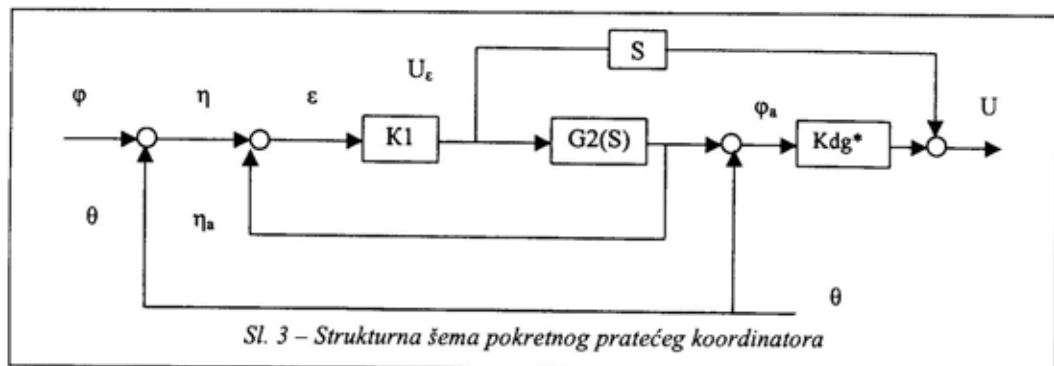 S
U_ε
φ
η
ε
φ_a
U
K1
G2(S)
Kdg*
θ
η_a
θ
Sl. 3 – Strukturna šema pokretnog pratećeg koordinatora